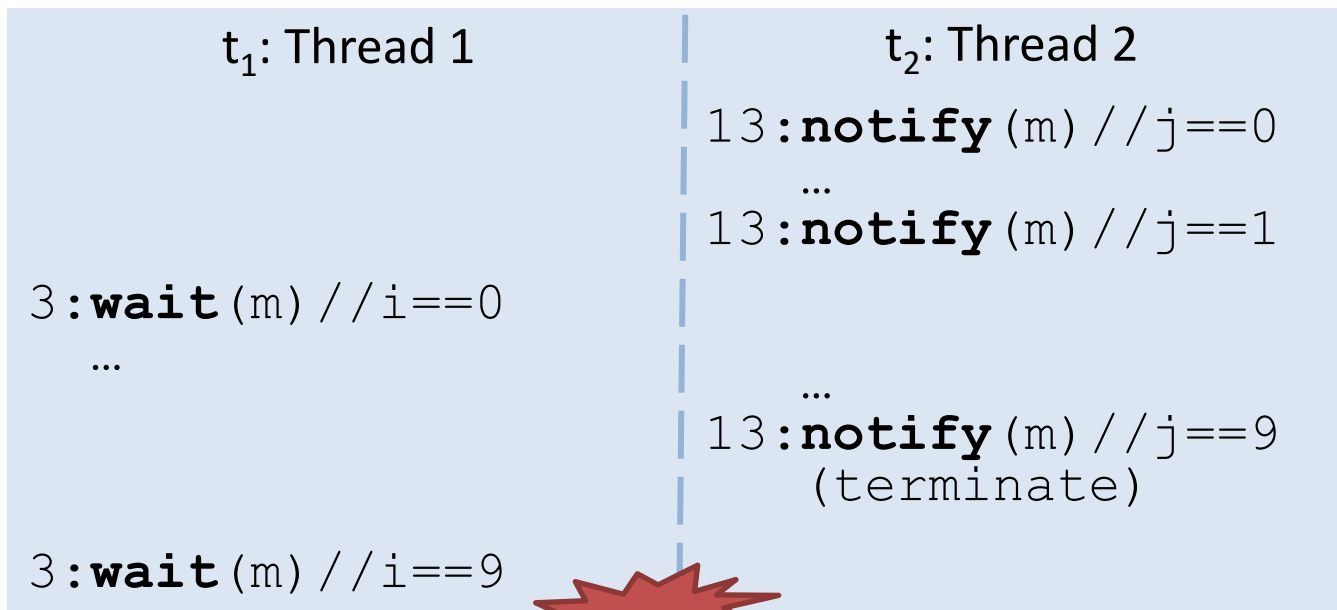 t₁: Thread 1
t₂: Thread 2
13:notify(m)//j==0
…
13:notify(m)//j==1
3:wait(m)//i==0
…
…
13:notify(m)//j==9
(terminate)
3:wait(m)//i==9